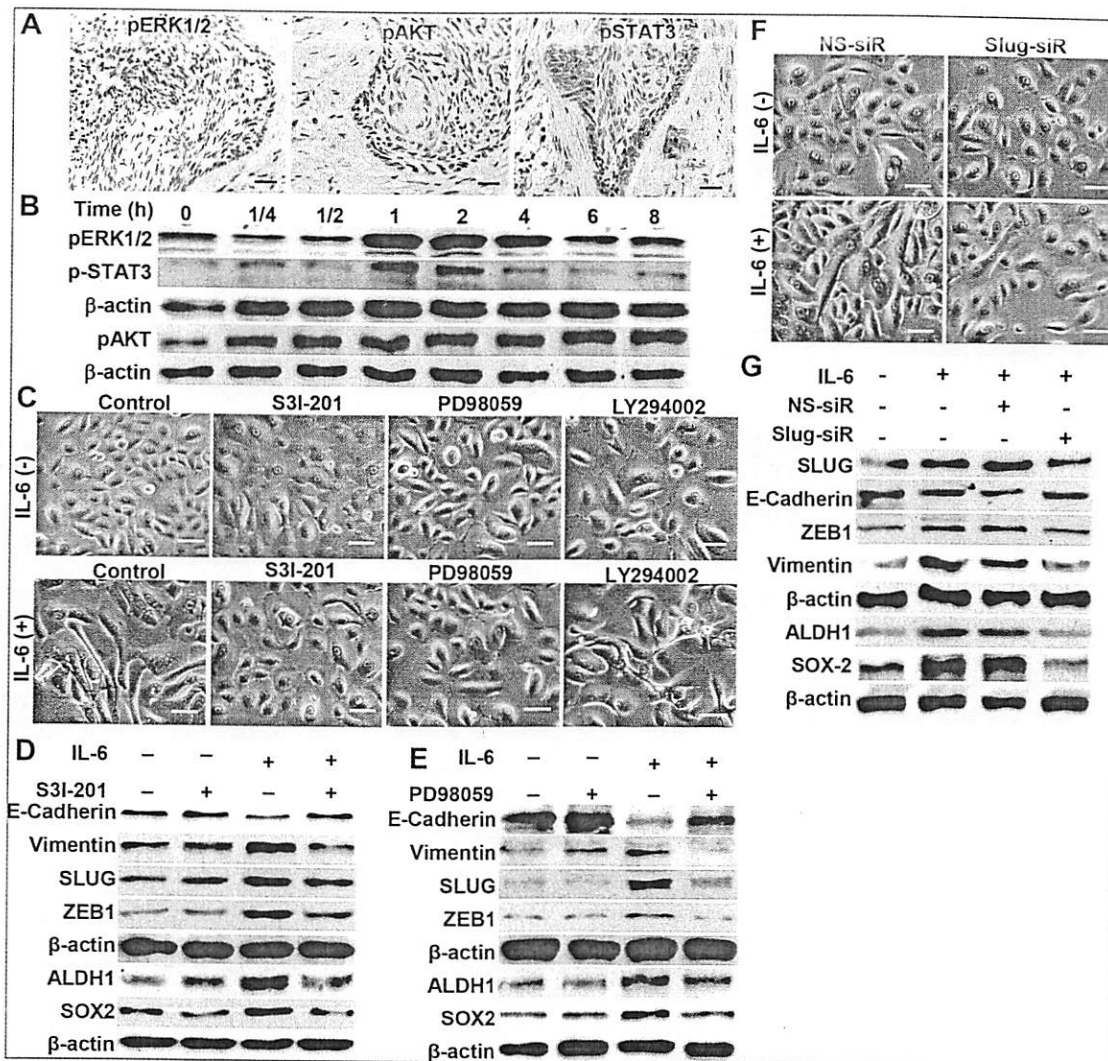 A
pERK1/2
pAKT
pSTAT3
B
Time (h) 0 1/4 1/2 1 2 4 6 8
pERK1/2
p-STAT3
β-actin
pAKT
β-actin
C
Control S3I-201 PD98059 LY294002
IL-6 (-)
Control S3I-201 PD98059 LY294002
IL-6 (+)
D
IL-6 – – + +
S3I-201 – + – +
E-Cadherin
Vimentin
SLUG
ZEB1
β-actin
ALDH1
SOX2
β-actin
E
IL-6 – – + +
PD98059 – + – +
E-Cadherin
Vimentin
SLUG
ZEB1
β-actin
ALDH1
SOX2
β-actin
F
NS-siR Slug-siR
IL-6 (-)
IL-6 (+)
G
IL-6 - + + +
NS-siR - - + -
Slug-siR - - - +
SLUG
E-Cadherin
ZEB1
Vimentin
β-actin
ALDH1
SOX-2
β-actin